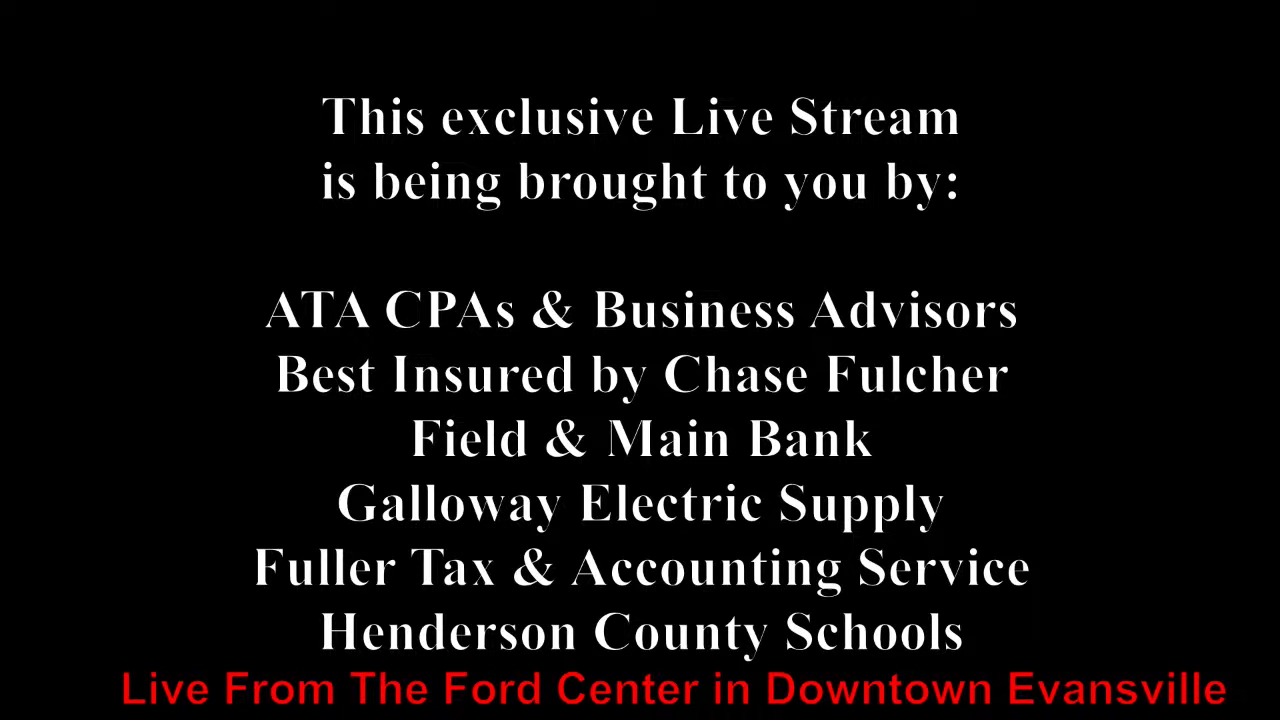 This exclusive Live Stream
is being brought to you by:
ATA CPAs & Business Advisors
Best Insured by Chase Fulcher
Field & Main Bank
Galloway Electric Supply
Fuller Tax & Accounting Service
Henderson County Schools
Live From The Ford Center in Downtown Evansville